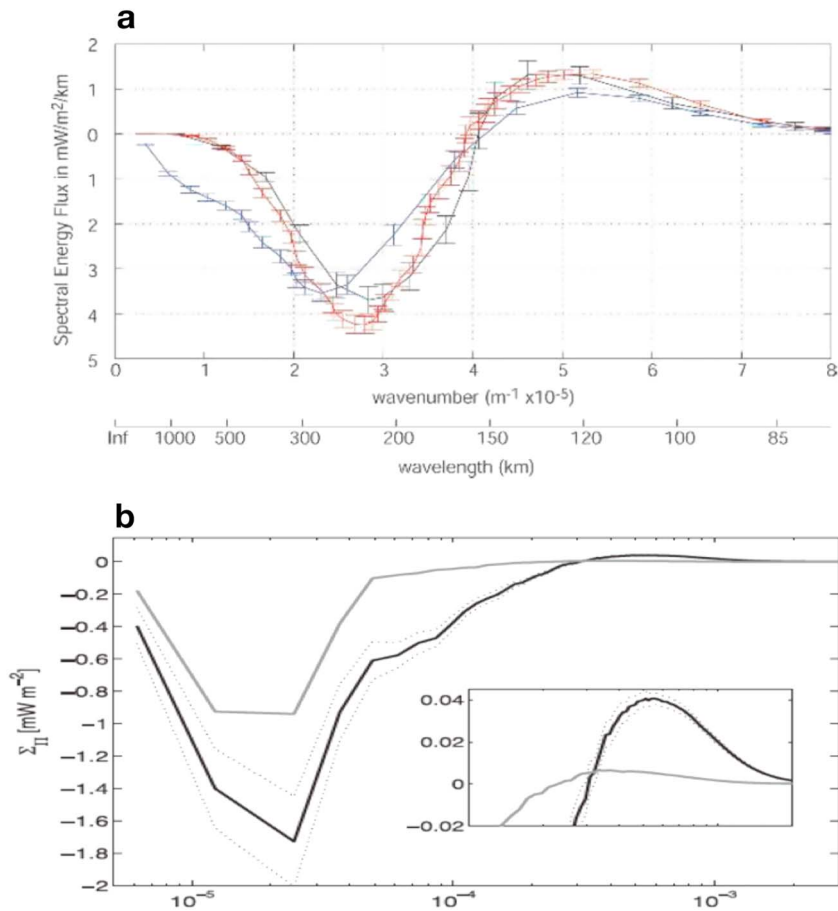 a
Spectral Energy Flux in mW/m²/km
2
1
0
1
2
3
4
5
0 1 2 3 4 5 6 7 8
wavenumber (m⁻¹ x10⁻⁵)
Inf 1000 500 300 200 150 120 100 85
wavelength (km)
b
Σ_Π [mW m⁻²]
0
−0.2
−0.4
−0.6
−0.8
−1
−1.2
−1.4
−1.6
−1.8
−2
0.04
0.02
0
−0.02
10⁻⁵ 10⁻⁴ 10⁻³